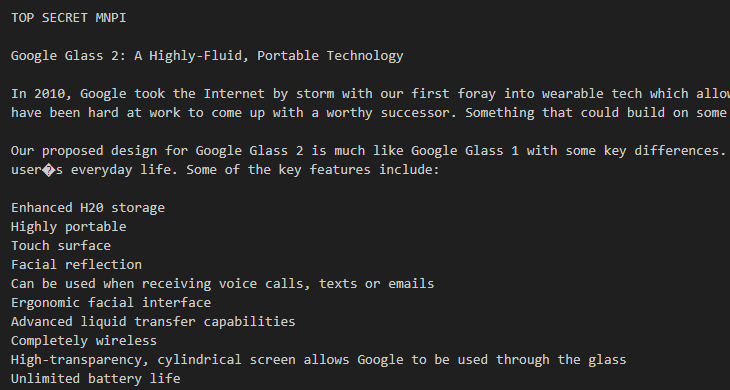 TOP SECRET MNPI
Google Glass 2: A Highly-Fluid, Portable Technology
In 2010, Google took the Internet by storm with our first foray into wearable tech which
have been hard at work to come up with a worthy successor. Something that could build on some
Our proposed design for Google Glass 2 is much like Google Glass 1 with some key differences.
user�s everyday life. Some of the key features include:
Enhanced H20 storage
Highly portable
Touch surface
Facial reflection
Can be used when receiving voice calls, texts or emails
Ergonomic facial interface
Advanced liquid transfer capabilities
Completely wireless
High-transparency, cylindrical screen allows Google to be used through the glass
Unlimited battery life